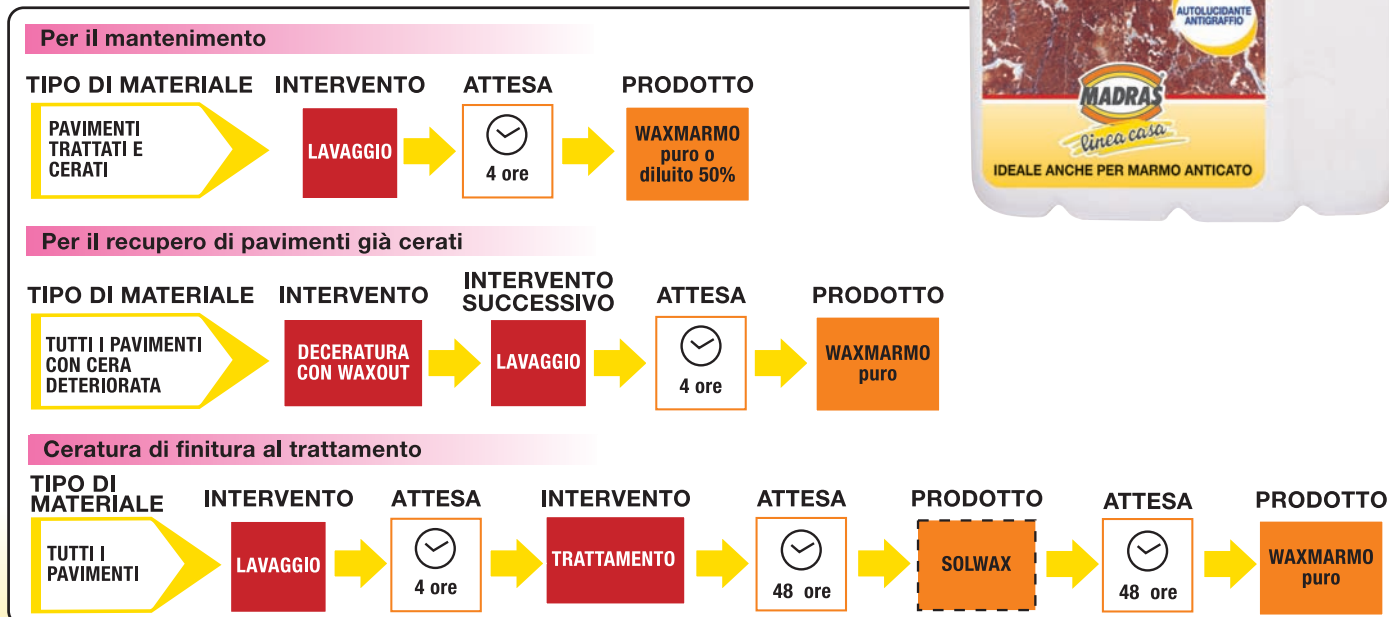 AUTOLUCIDANTE
ANTIGRAFFIO
MADRAS
linea casa
IDEALE ANCHE PER MARMO ANTICATO
Per il mantenimento
TIPO DI MATERIALE INTERVENTO ATTESA PRODOTTO
PAVIMENTI
TRATTATI E
CERATI
LAVAGGIO
4 ore
WAXMARMO
puro o
diluito 50%
Per il recupero di pavimenti già cerati
TIPO DI MATERIALE INTERVENTO INTERVENTO
SUCCESSIVO ATTESA PRODOTTO
TUTTI I PAVIMENTI
CON CERA
DETERIORATA
DECERATURA
CON WAXOUT
LAVAGGIO
4 ore
WAXMARMO
puro
Ceratura di finitura al trattamento
TIPO DI
MATERIALE INTERVENTO ATTESA INTERVENTO ATTESA PRODOTTO ATTESA PRODOTTO
TUTTI I
PAVIMENTI
LAVAGGIO
4 ore
TRATTAMENTO
48 ore
SOLWAX
48 ore
WAXMARMO
puro